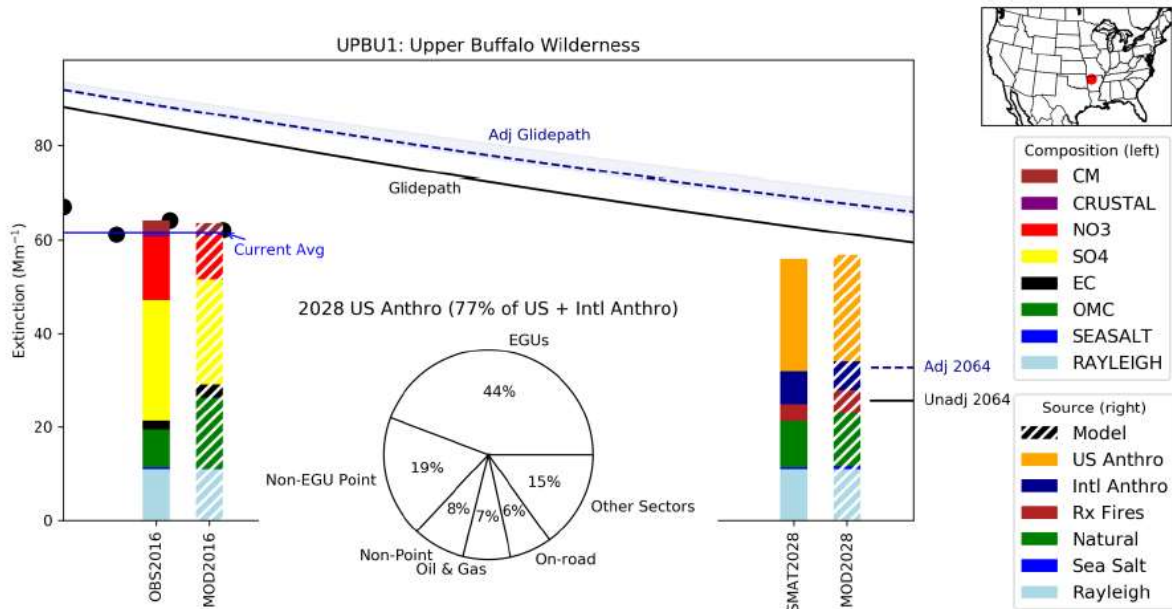 UPBU1: Upper Buffalo Wilderness
Extinction (Mm⁻¹)
80
60
40
20
0
Adj Glidepath
Glidepath
Current Avg
2028 US Anthro (77% of US + Intl Anthro)
EGUs
44%
Non-EGU Point
19%
8%
7%
6%
15%
Other Sectors
Non-Point
Oil & Gas
On-road
Adj 2064
Unadj 2064
OBS2016
MOD2016
SMAT2028
MOD2028
Composition (left)
CM
CRUSTAL
NO3
SO4
EC
OMC
SEASALT
RAYLEIGH
Source (right)
Model
US Anthro
Intl Anthro
Rx Fires
Natural
Sea Salt
Rayleigh